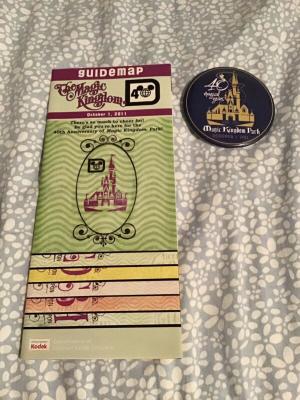 guidemap
The Magic
Kingdom
40
October 1, 2011
There's so much to cheer for!
So glad you're here for the
40th Anniversary of Magic Kingdom Park!
Kodak
40
Magic Kingdom Park